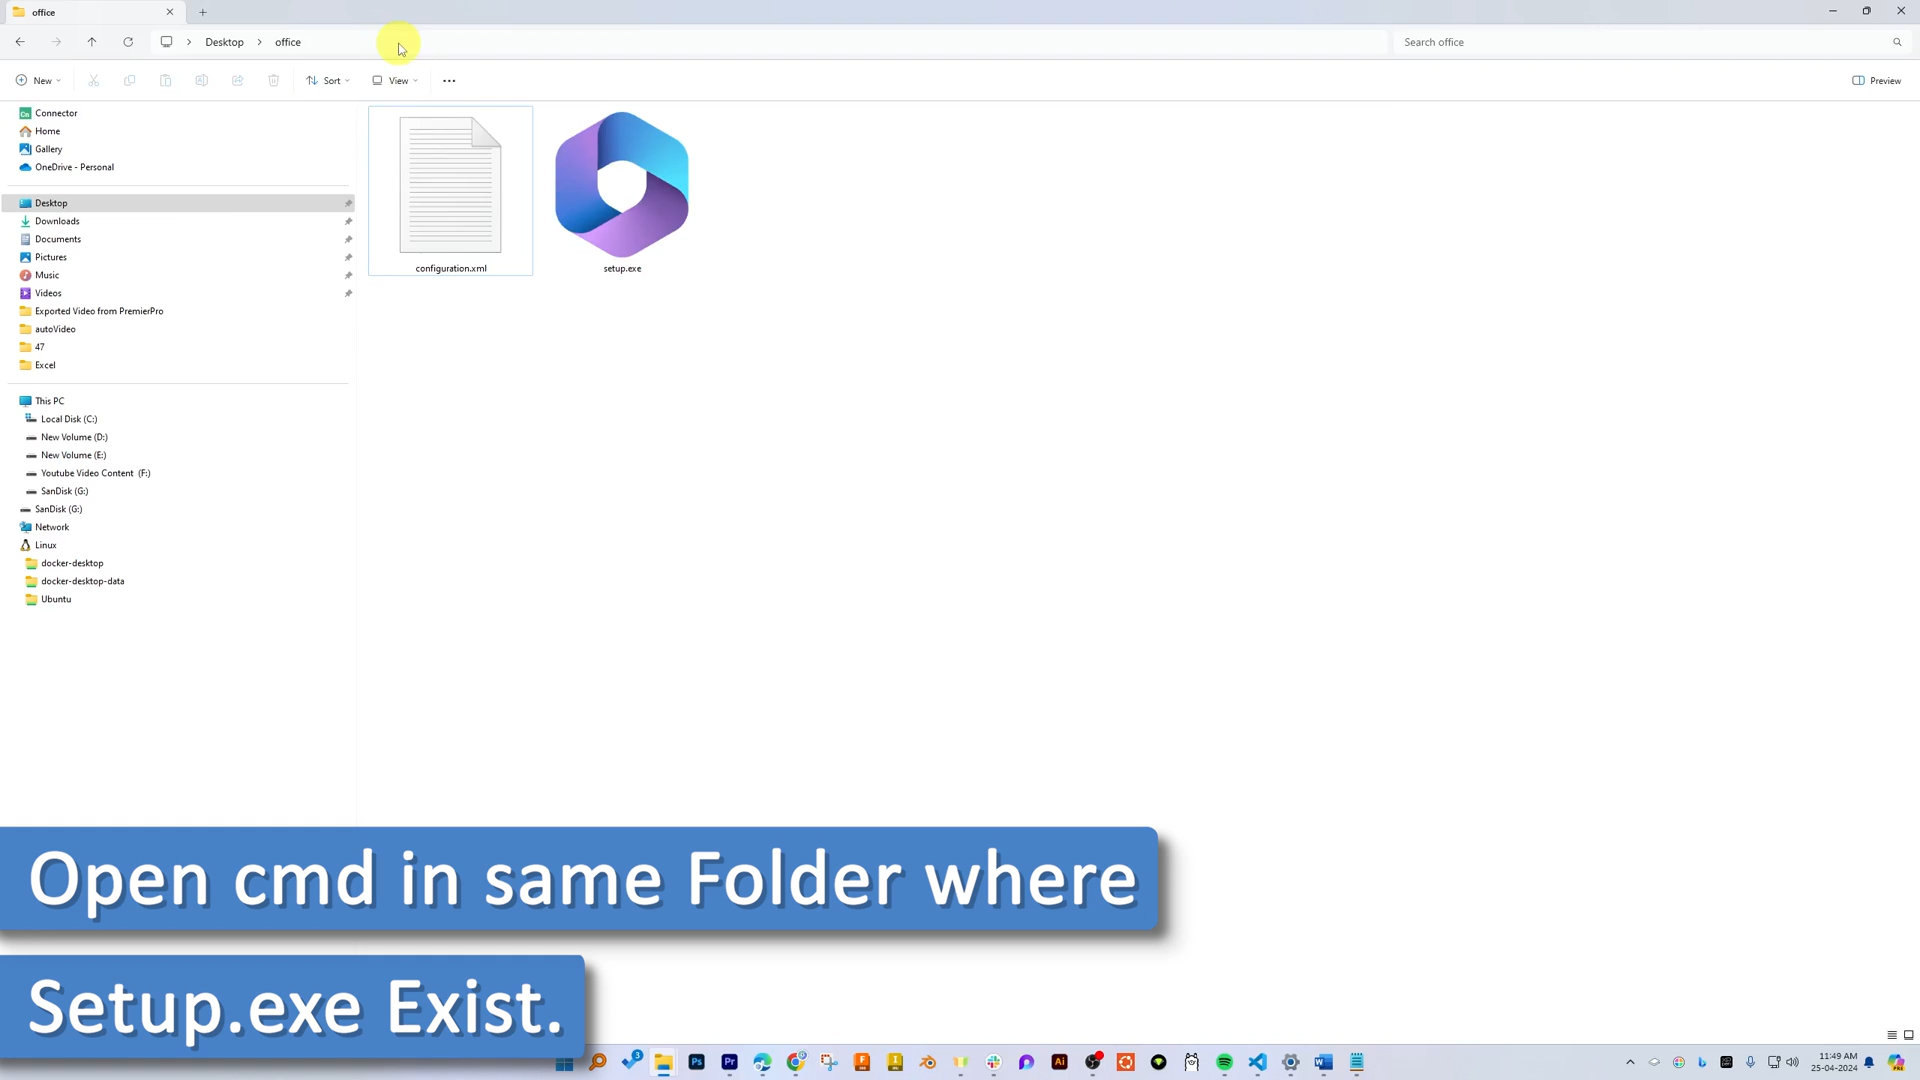 office
Desktop
office
Search office
New
Sort
View
Preview
Connector
Home
Gallery
OneDrive - Personal
Desktop
Downloads
Documents
Pictures
Music
Videos
Exported Video from PremierPro
autoVideo
47
Excel
This PC
Local Disk (C:)
New Volume (D:)
New Volume (E:)
Youtube Video Content (F:)
SanDisk (G:)
SanDisk (G:)
Network
Linux
docker-desktop
docker-desktop-data
Ubuntu
configuration.xml
setup.exe
Open cmd in same Folder where
Setup.exe Exist.
11:49 AM
25-04-2024